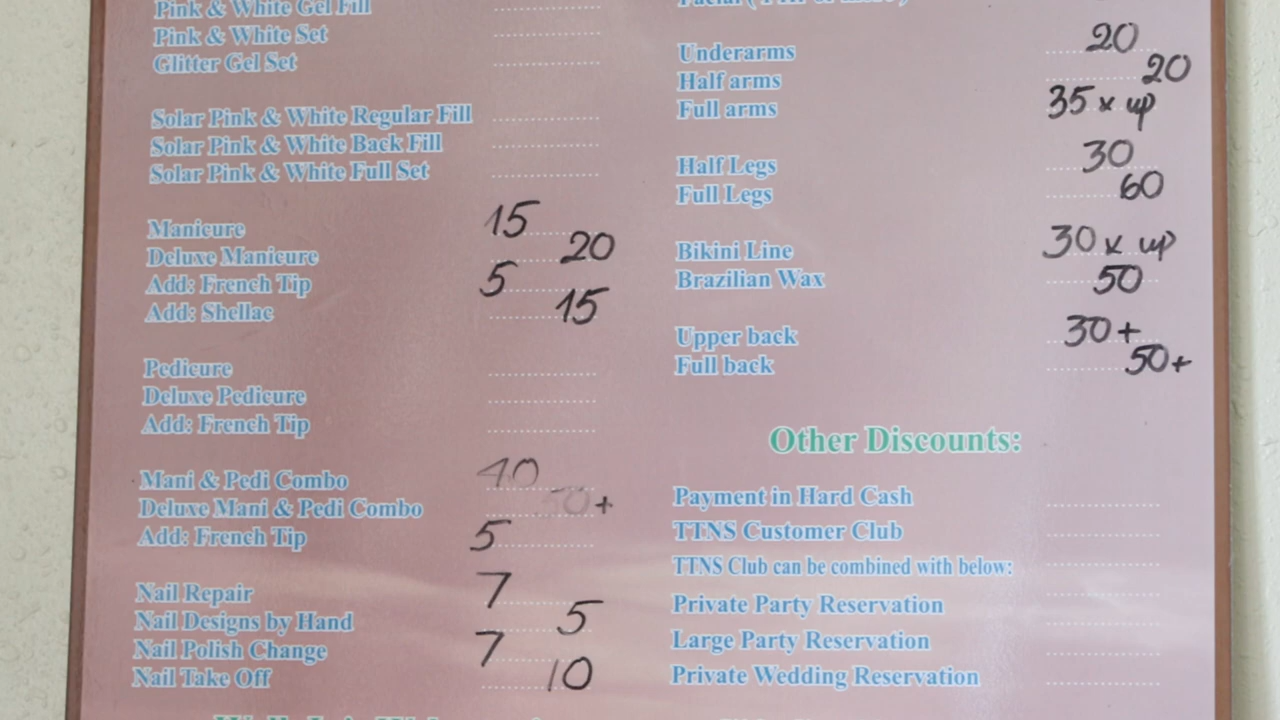 Pink & White Gel Fill
Pink & White Set
Glitter Gel Set
Solar Pink & White Regular Fill
Solar Pink & White Back Fill
Solar Pink & White Full Set
Manicure 15
Deluxe Manicure 20
Add: French Tip 5
Add: Shellac 15
Pedicure
Deluxe Pedicure
Add: French Tip
Mani & Pedi Combo 40
Deluxe Mani & Pedi Combo 50+
Add: French Tip 5
Nail Repair 7
Nail Designs by Hand 5
Nail Polish Change 7
Nail Take Off 10
Underarms 20
Half arms 20
Full arms 35 x up
Half Legs 30
Full Legs 60
Bikini Line 30 x up
Brazilian Wax 50
Upper back 30+
Full back 50+
Other Discounts:
Payment in Hard Cash
TTNS Customer Club
TTNS Club can be combined with below:
Private Party Reservation
Large Party Reservation
Private Wedding Reservation